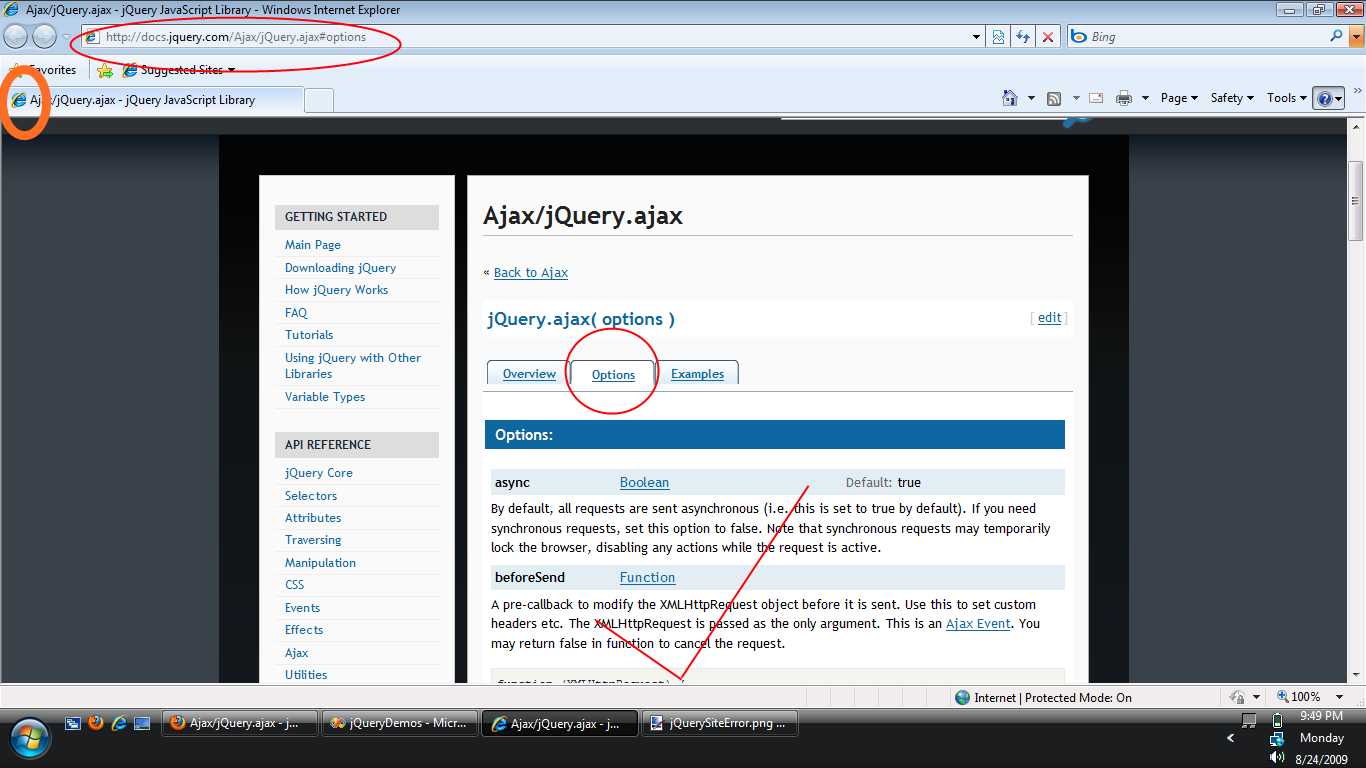 Ajax/jQuery.ajax - jQuery JavaScript Library - Windows Internet Explorer
http://docs.jquery.com/Ajax/jQuery.ajax#options
Bing
Favorites
Suggested Sites
Ajax/jQuery.ajax - jQuery JavaScript Library
Page
Safety
Tools
GETTING STARTED
Main Page
Downloading jQuery
How jQuery Works
FAQ
Tutorials
Using jQuery with Other
Libraries
Variable Types
API REFERENCE
jQuery Core
Selectors
Attributes
Traversing
Manipulation
CSS
Events
Effects
Ajax
Utilities
Ajax/jQuery.ajax
« Back to Ajax
jQuery.ajax( options )
[ edit ]
Overview
Options
Examples
Options:
async Boolean Default: true
By default, all requests are sent asynchronous (i.e. this is set to true by default). If you need
synchronous requests, set this option to false. Note that synchronous requests may temporarily
lock the browser, disabling any actions while the request is active.
beforeSend Function
A pre-callback to modify the XMLHttpRequest object before it is sent. Use this to set custom
headers etc. The XMLHttpRequest is passed as the only argument. This is an Ajax Event. You
may return false in function to cancel the request.
function (XMLHttpRequest) {
Internet | Protected Mode: On
100%
Ajax/jQuery.ajax - j...
jQueryDemos - Micr...
Ajax/jQuery.ajax - j...
jQuerySiteError.png ...
9:49 PM
Monday
8/24/2009